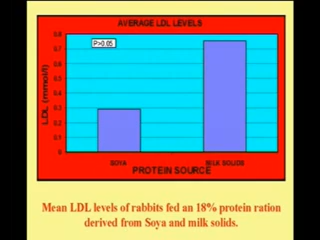 AVERAGE LDL LEVELS
P>0.05
0.8
0.7
0.6
0.5
0.4
0.3
0.2
0.1
0
LDL (mmol/l)
SOYA MILK SOLIDS
PROTEIN SOURCE
Mean LDL levels of rabbits fed an 18% protein ration
derived from Soya and milk solids.